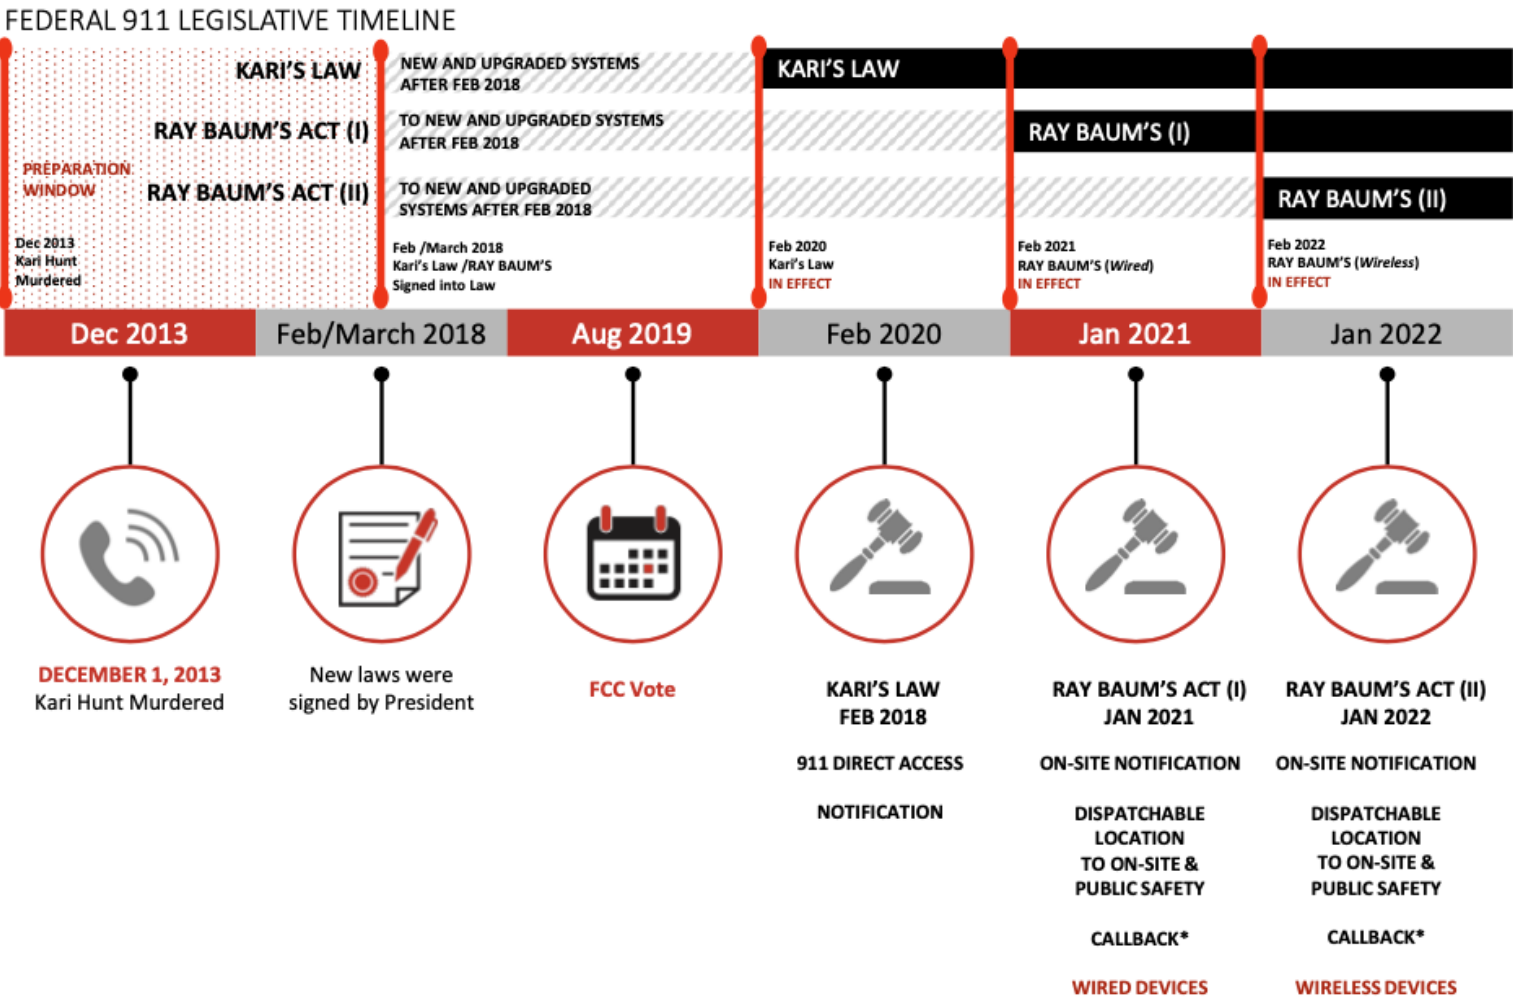 FEDERAL 911 LEGISLATIVE TIMELINE
KARI'S LAW
NEW AND UPGRADED SYSTEMS
AFTER FEB 2018
KARI'S LAW
RAY BAUM'S ACT (I)
TO NEW AND UPGRADED SYSTEMS
AFTER FEB 2018
RAY BAUM'S (I)
PREPARATION
WINDOW
RAY BAUM'S ACT (II)
TO NEW AND UPGRADED
SYSTEMS AFTER FEB 2018
RAY BAUM'S (II)
Dec 2013
Kari Hunt
Murdered
Feb /March 2018
Kari's Law /RAY BAUM'S
Signed into Law
Feb 2020
Kari's Law
IN EFFECT
Feb 2021
RAY BAUM'S (Wired)
IN EFFECT
Feb 2022
RAY BAUM'S (Wireless)
IN EFFECT
Dec 2013
Feb/March 2018
Aug 2019
Feb 2020
Jan 2021
Jan 2022
DECEMBER 1, 2013
Kari Hunt Murdered
New laws were
signed by President
FCC Vote
KARI'S LAW
FEB 2018
911 DIRECT ACCESS
NOTIFICATION
RAY BAUM'S ACT (I)
JAN 2021
ON-SITE NOTIFICATION
DISPATCHABLE
LOCATION
TO ON-SITE &
PUBLIC SAFETY
CALLBACK*
WIRED DEVICES
RAY BAUM'S ACT (II)
JAN 2022
ON-SITE NOTIFICATION
DISPATCHABLE
LOCATION
TO ON-SITE &
PUBLIC SAFETY
CALLBACK*
WIRELESS DEVICES